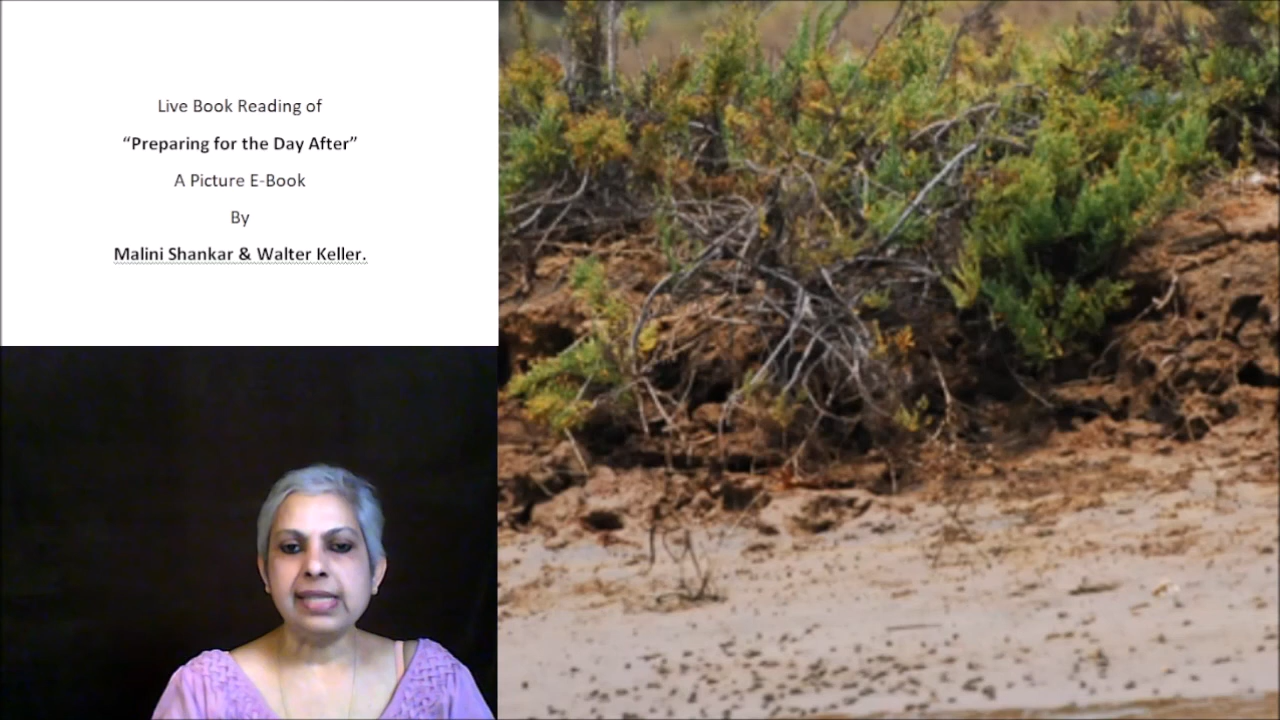 Live Book Reading of
“Preparing for the Day After”
A Picture E-Book
By
Malini Shankar & Walter Keller.